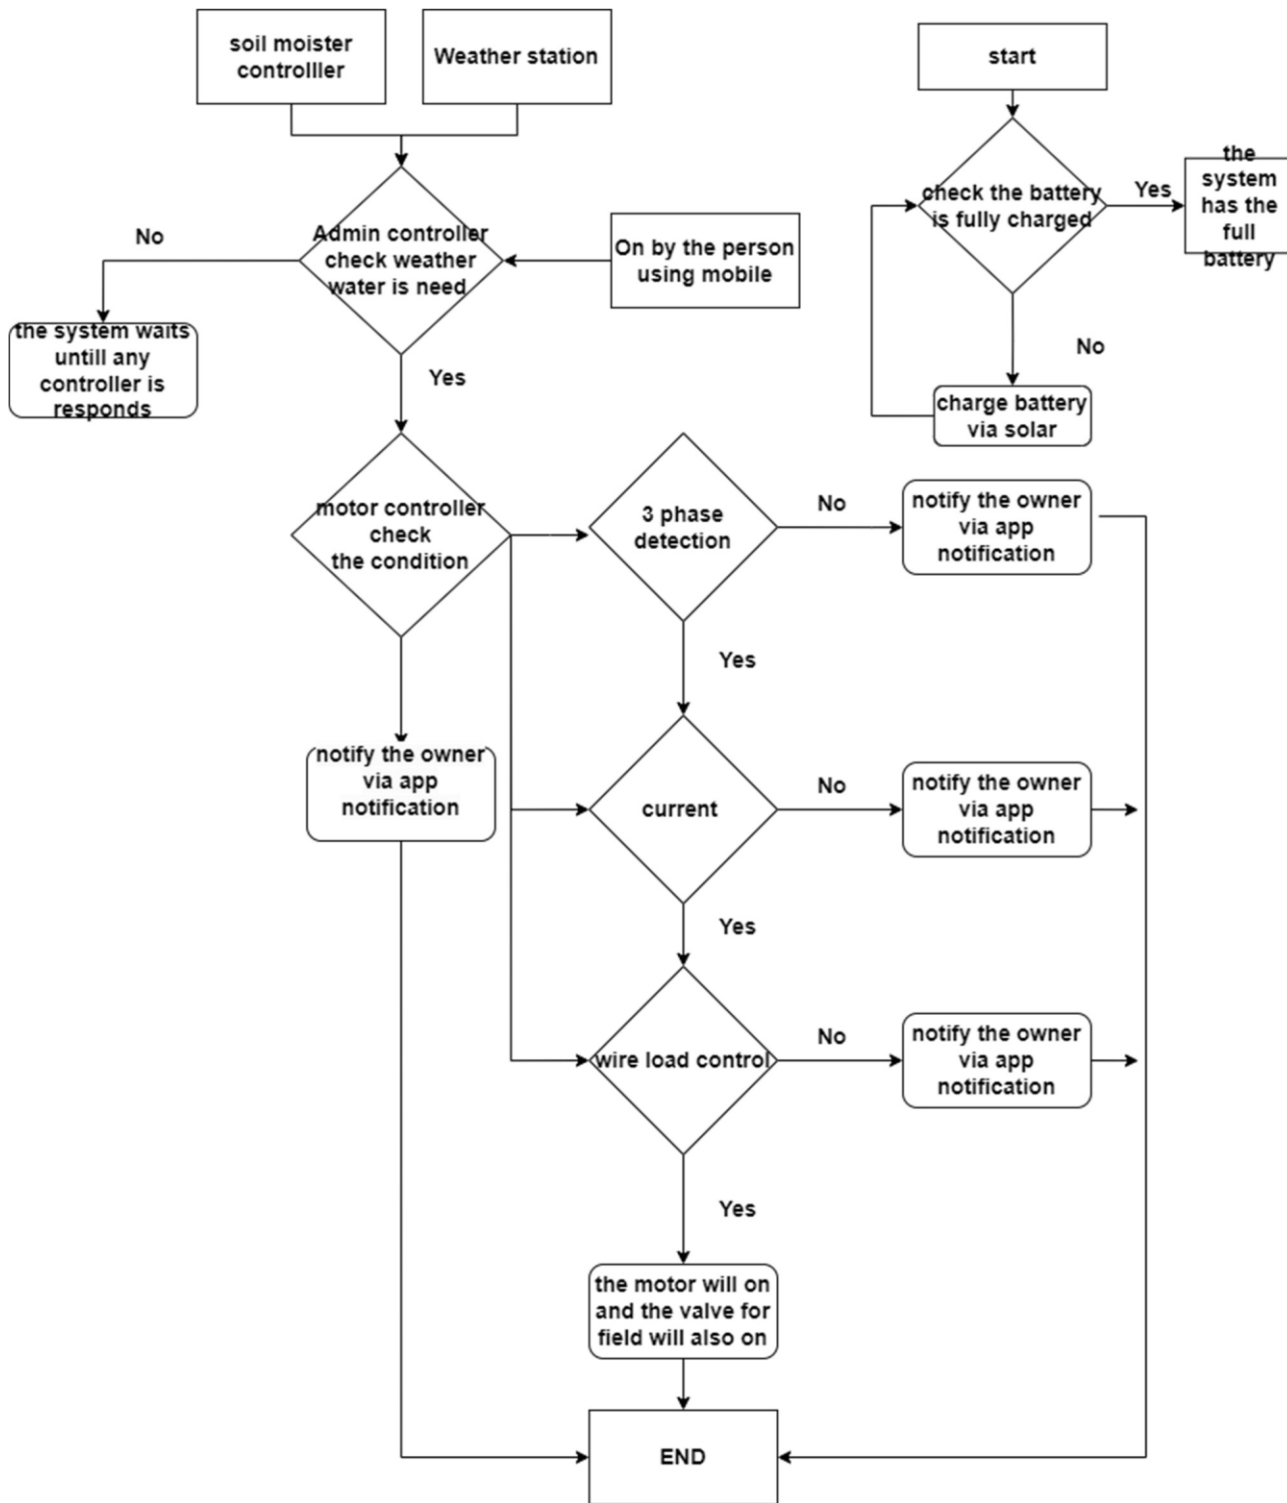 soil moister
controlller
Weather station
start
check the battery
is fully charged
Yes
the
system
has the
full
battery
No
Admin controller
check weather
water is need
On by the person
using mobile
the system waits
untill any
controller is
responds
Yes
No
charge battery
via solar
motor controller
check
the condition
3 phase
detection
No
notify the owner
via app
notification
Yes
notify the owner
via app
notification
current
No
notify the owner
via app
notification
Yes
wire load control
No
notify the owner
via app
notification
Yes
the motor will on
and the valve for
field will also on
END